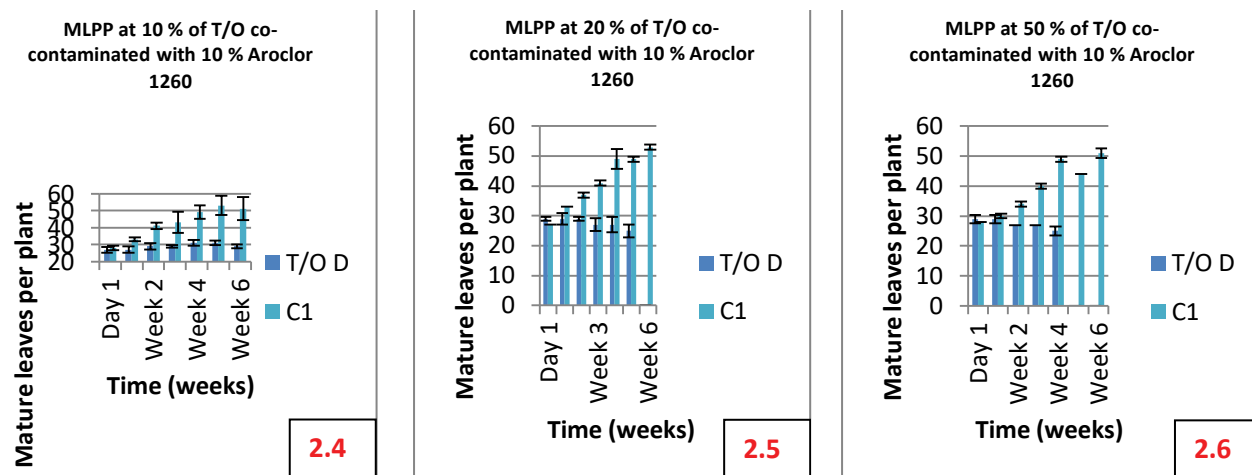 MLPP at 10 % of T/O co-
contaminated with 10 % Aroclor
1260
Mature leaves per plant
60
50
40
30
20
Day 1
Week 2
Week 4
Week 6
Time (weeks)
T/O D
C1
2.4
MLPP at 20 % of T/O co-
contaminated with 10 % Aroclor
1260
Mature leaves per plant
60
50
40
30
20
10
0
Day 1
Week 3
Week 6
Time (weeks)
T/O D
C1
2.5
MLPP at 50 % of T/O co-
contaminated with 10 % Aroclor
1260
Mature leaves per plant
60
50
40
30
20
10
0
Day 1
Week 2
Week 4
Week 6
Time (weeks)
T/O D
C1
2.6